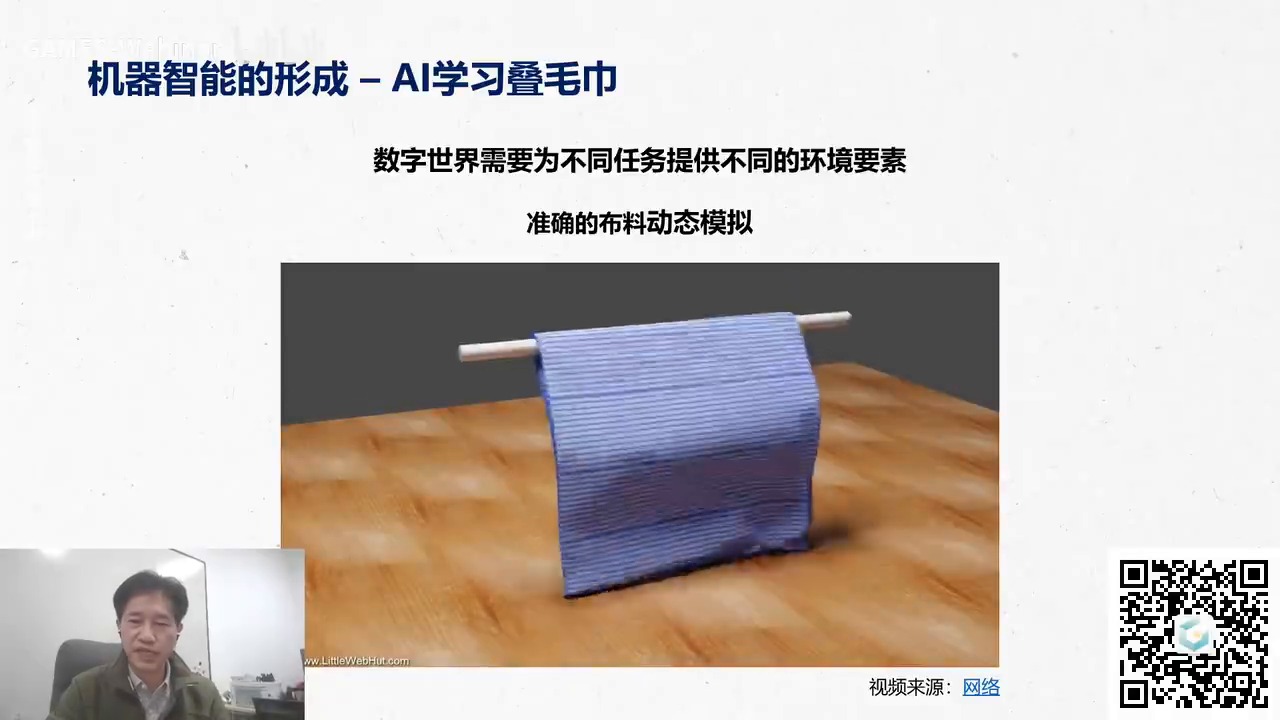 机器智能的形成 – AI学习叠毛巾
数字世界需要为不同任务提供不同的环境要素
准确的布料动态模拟
ww.LittleWebHut.com
视频来源：网络